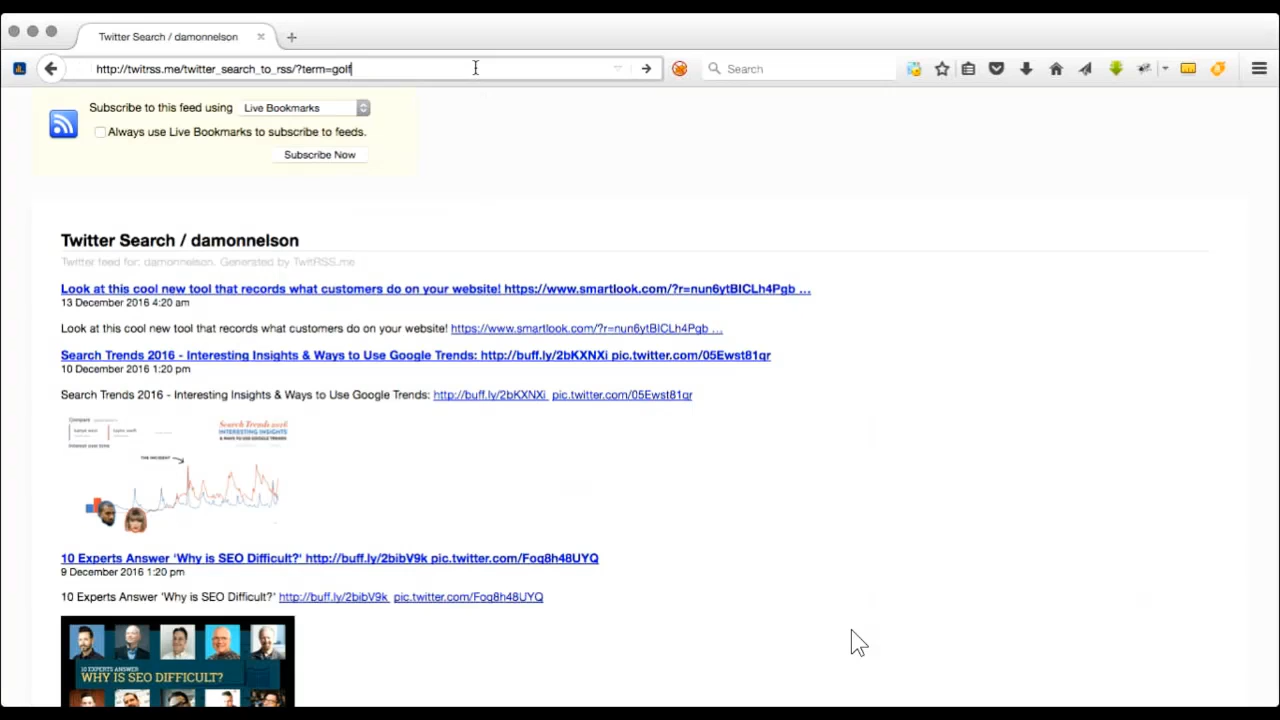 Twitter Search / damonnelson
http://twitrss.me/twitter_search_to_rss/?term=golf
Search
Subscribe to this feed using Live Bookmarks
Always use Live Bookmarks to subscribe to feeds.
Subscribe Now
Twitter Search / damonnelson
Twitter feed for: damonnelson. Generated by TwitRSS.me
Look at this cool new tool that records what customers do on your website! https://www.smartlook.com/?r=nun6ytBICLh4Pgb …
13 December 2016 4:20 am
Look at this cool new tool that records what customers do on your website! https://www.smartlook.com/?r=nun6ytBICLh4Pgb …
Search Trends 2016 - Interesting Insights & Ways to Use Google Trends: http://buff.ly/2bKXNXi pic.twitter.com/05Ewst81qr
10 December 2016 1:20 pm
Search Trends 2016 - Interesting Insights & Ways to Use Google Trends: http://buff.ly/2bKXNXi pic.twitter.com/05Ewst81qr
Compare
Search Trends 2016
INTERESTING INSIGHTS
& WAYS TO USE GOOGLE TRENDS
Interest over time
THE INCIDENT
10 Experts Answer 'Why is SEO Difficult?' http://buff.ly/2bibV9k pic.twitter.com/Foq8h48UYQ
9 December 2016 1:20 pm
10 Experts Answer 'Why is SEO Difficult?' http://buff.ly/2bibV9k pic.twitter.com/Foq8h48UYQ
10 EXPERTS ANSWER
WHY IS SEO DIFFICULT?